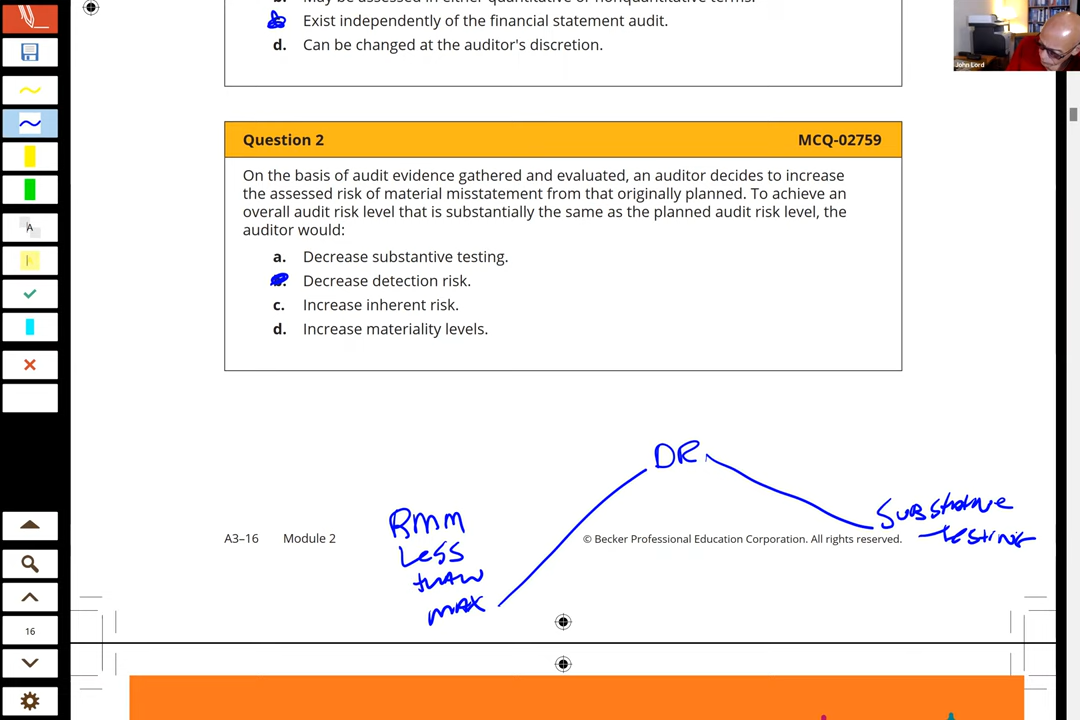 Exist independently of the financial statement audit.
d. Can be changed at the auditor's discretion.
John Lord
Question 2 MCQ-02759
On the basis of audit evidence gathered and evaluated, an auditor decides to increase
the assessed risk of material misstatement from that originally planned. To achieve an
overall audit risk level that is substantially the same as the planned audit risk level, the
auditor would:
a. Decrease substantive testing.
Decrease detection risk.
c. Increase inherent risk.
d. Increase materiality levels.
DR
RMM
Less
than
max
Substantive
testing
A3–16 Module 2 © Becker Professional Education Corporation. All rights reserved.
A
16